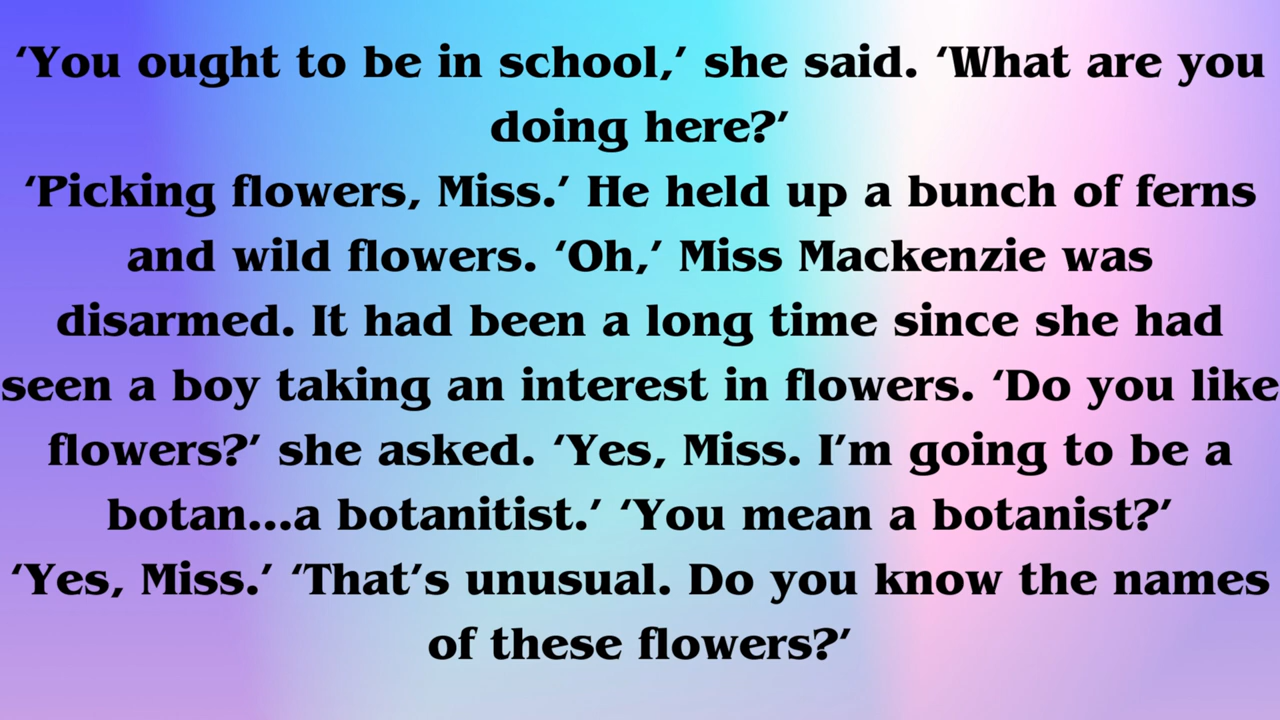 ‘You ought to be in school,’ she said. ‘What are you
doing here?’
‘Picking flowers, Miss.’ He held up a bunch of ferns
and wild flowers. ‘Oh,’ Miss Mackenzie was
disarmed. It had been a long time since she had
seen a boy taking an interest in flowers. ‘Do you like
flowers?’ she asked. ‘Yes, Miss. I’m going to be a
botan...a botanitist.’ ‘You mean a botanist?’
‘Yes, Miss.’ ‘That’s unusual. Do you know the names
of these flowers?’